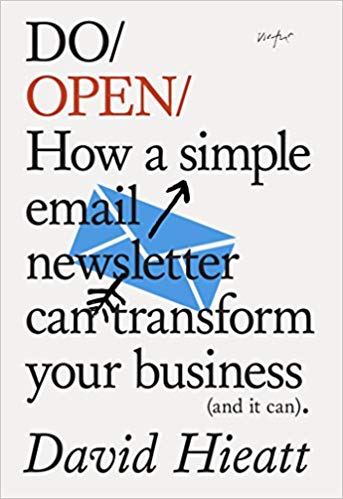 DO/
OPEN/
How a simple
email
newsletter
can transform
your business
(and it can).
David Hieatt